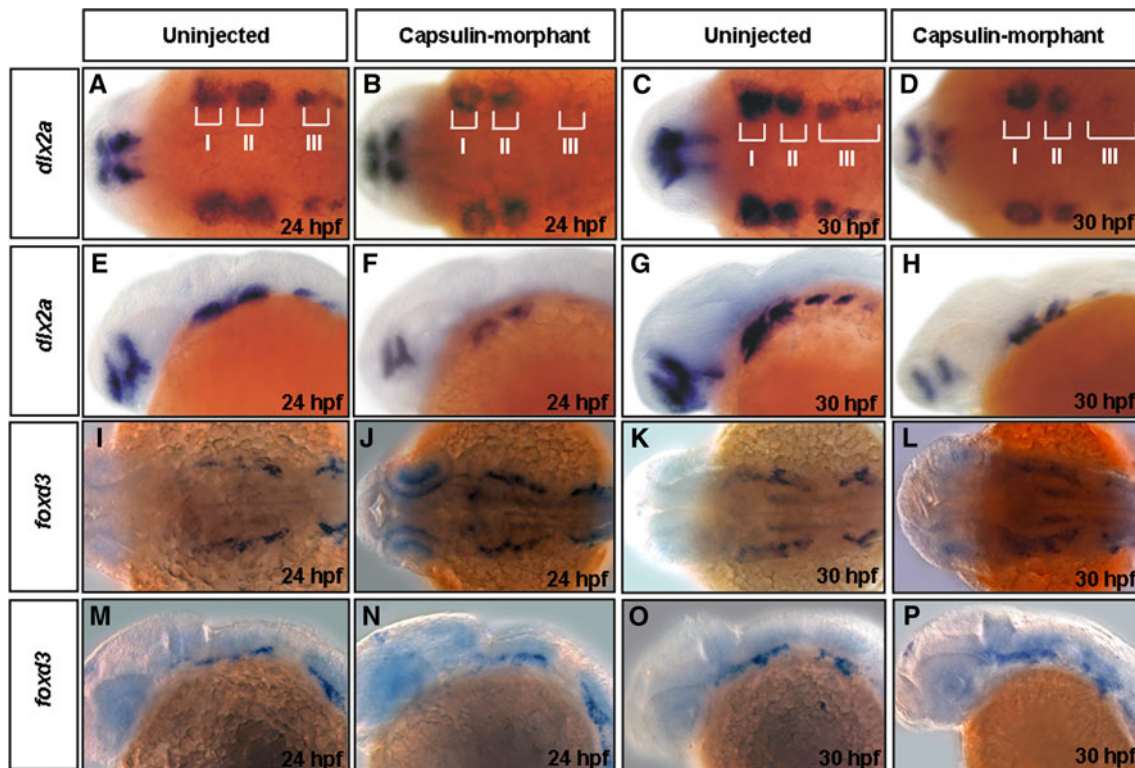 Uninjected Capsulin-morphant Uninjected Capsulin-morphant
dlx2a
A I II III 24 hpf
B I II III 24 hpf
C I II III 30 hpf
D I II III 30 hpf
dlx2a
E 24 hpf
F 24 hpf
G 30 hpf
H 30 hpf
foxd3
I 24 hpf
J 24 hpf
K 30 hpf
L 30 hpf
foxd3
M 24 hpf
N 24 hpf
O 30 hpf
P 30 hpf